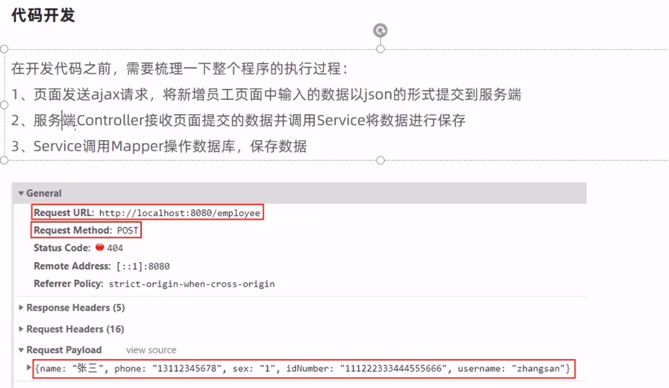 代码开发
在开发代码之前，需要梳理一下整个程序的执行过程：
1、页面发送ajax请求，将新增员工页面中输入的数据以json的形式提交到服务端
2、服务端Controller接收页面提交的数据并调用Service将数据进行保存
3、Service调用Mapper操作数据库，保存数据
General
Request URL: http://localhost:8080/employee
Request Method: POST
Status Code: 404
Remote Address: [::1]:8080
Referrer Policy: strict-origin-when-cross-origin
Response Headers (5)
Request Headers (16)
Request Payload view source
{name: "张三", phone: "13112345678", sex: "1", idNumber: "111222333444555666", username: "zhangsan"}